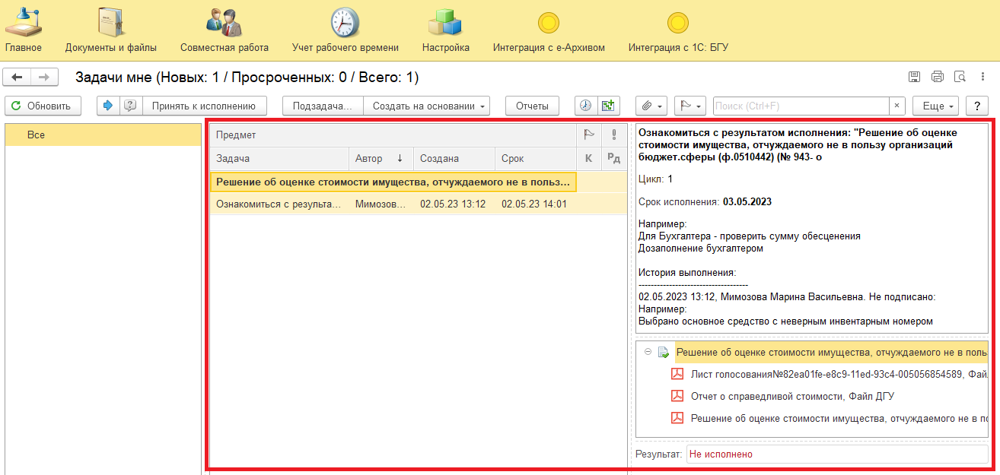 Главное
Документы и файлы
Совместная работа
Учет рабочего времени
Настройка
Интеграция с е-Архивом
Интеграция с 1С: БГУ
Задачи мне (Новых: 1 / Просроченных: 0 / Всего: 1)
Обновить
Принять к исполнению
Подзадача...
Создать на основании
Отчеты
Поиск (Ctrl+F)
×
Еще
?
Все
Предмет
Задача
Автор ↓
Создана
Срок
К
Рд
Решение об оценке стоимости имущества, отчуждаемого не в польз...
Ознакомиться с результа...
Мимозов...
02.05.23 13:12
02.05.23 14:01
Ознакомиться с результатом исполнения: "Решение об оценке
стоимости имущества, отчуждаемого не в пользу организаций
бюджет.сферы (ф.0510442) (№ 943- о
Цикл: 1
Срок исполнения: 03.05.2023
Например:
Для Бухгалтера - проверить сумму обесценения
Дозаполнение бухгалтером
История выполнения:
------------------------------------
02.05.2023 13:12, Мимозова Марина Васильевна. Не подписано:
Например:
Выбрано основное средство с неверным инвентарным номером
Решение об оценке стоимости имущества, отчуждаемого не в поль
Лист голосования№82ea01fe-e8c9-11ed-93c4-005056854589, Фай
Отчет о справедливой стоимости, Файл ДГУ
Решение об оценке стоимости имущества, отчуждаемого не в по
Результат: Не исполнено